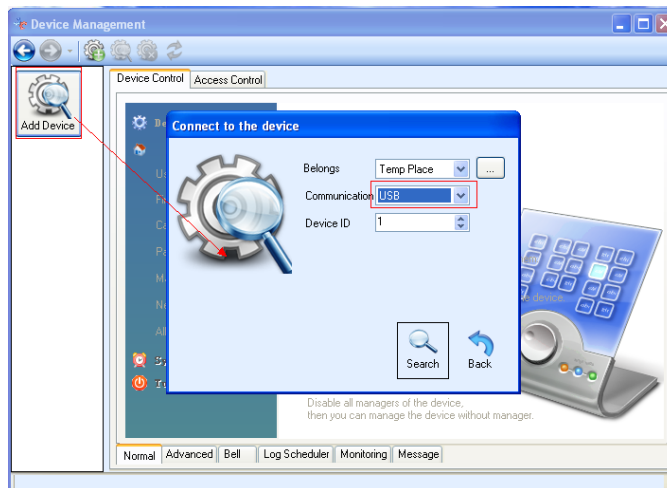 Device Management
Device Control
Access Control
Add Device
Connect to the device
Belongs
Temp Place
...
Communication
USB
Device ID
1
Search
Back
the device.
Disable all managers of the device,
then you can manage the device without manager.
Normal
Advanced
Bell
Log Scheduler
Monitoring
Message